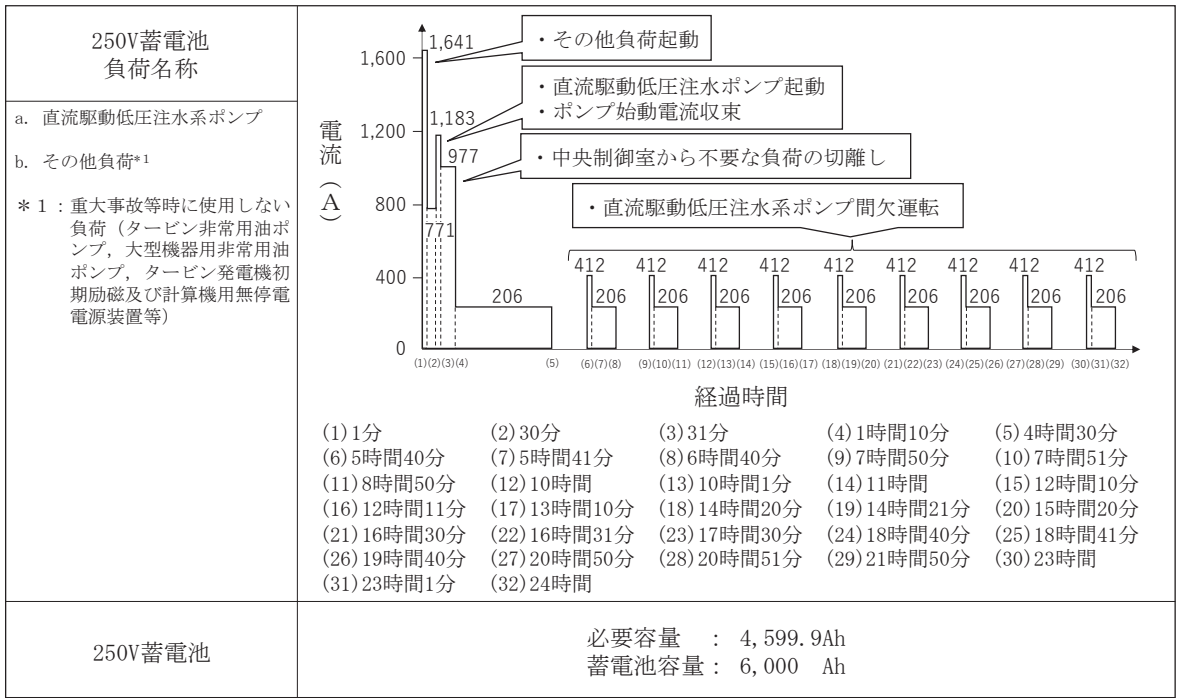 250V蓄電池
負荷名称
a. 直流駆動低圧注水系ポンプ
b. その他負荷*1
*1：重大事故等時に使用しない
負荷（タービン非常用油ポ
ンプ，大型機器用非常用油
ポンプ，タービン発電機初
期励磁及び計算機用無停電
電源装置等）
電流(A)
1,600
1,200
800
400
0
1,641
771
1,183
977
206
・その他負荷起動
・直流駆動低圧注水ポンプ起動
・ポンプ始動電流収束
・中央制御室から不要な負荷の切離し
・直流駆動低圧注水系ポンプ間欠運転
412 412 412 412 412 412 412 412 412
206 206 206 206 206 206 206 206 206
(1)(2)(3)(4) (5) (6)(7)(8) (9)(10)(11) (12)(13)(14) (15)(16)(17) (18)(19)(20) (21)(22)(23) (24)(25)(26) (27)(28)(29) (30)(31)(32)
経過時間
(1)1分 (2)30分 (3)31分 (4)1時間10分 (5)4時間30分
(6)5時間40分 (7)5時間41分 (8)6時間40分 (9)7時間50分 (10)7時間51分
(11)8時間50分 (12)10時間 (13)10時間1分 (14)11時間 (15)12時間10分
(16)12時間11分 (17)13時間10分 (18)14時間20分 (19)14時間21分 (20)15時間20分
(21)16時間30分 (22)16時間31分 (23)17時間30分 (24)18時間40分 (25)18時間41分
(26)19時間40分 (27)20時間50分 (28)20時間51分 (29)21時間50分 (30)23時間
(31)23時間1分 (32)24時間
250V蓄電池
必要容量 : 4,599.9Ah
蓄電池容量: 6,000 Ah